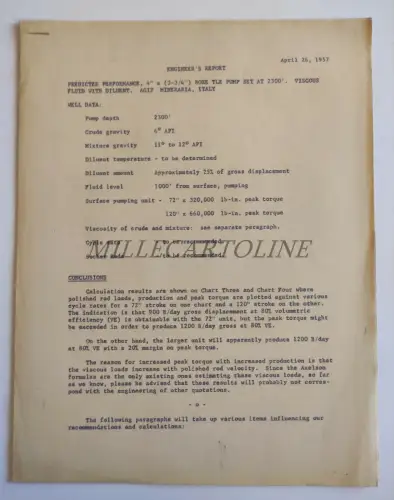 April 26, 1957
ENGINEER'S REPORT
PREDICTED PERFORMANCE, 4" x (2-3/4") BORE TLE PUMP SET AT 2300'. VISCOUS
FLUID WITH DILUENT. AGIP MINERARIA, ITALY
WELL DATA:
Pump depth 2300'
Crude gravity 6° API
Mixture gravity 11° to 12° API
Diluent temperature - to be determined
Diluent amount Approximately 75% of gross displacement
Fluid level 1000' from surface, pumping
Surface pumping unit - 72" x 320,000 lb-in. peak torque
120" x 640,000 lb-in. peak torque
Viscosity of crude and mixture: see separate paragraph.
Cycle rate to be recommended
to be recommended
MILLECARTOLINE
CONCLUSIONS
Calculation results are shown on Chart Three and Chart Four where
polished rod loads, production and peak torque are plotted against various
cycle rates for a 72" stroke on one chart and a 120" stroke on the other.
The indication is that 900 B/day gross displacement at 80% volumetric
efficiency (VE) is obtainable with the 72" unit, but the peak torque might
be exceeded in order to produce 1200 B/day gross at 80% VE.
On the other hand, the larger unit will apparently produce 1200 B/day
at 80% VE with a 20% margin on peak torque.
The reason for increased peak torque with increased production is that
the viscous loads increase with polished rod velocity. Since the Axelson
formulas are the only existing ones estimating these viscous loads, so far
as we know, please be advised that these results will probably not corres-
pond with the engineering of other quotations.
The following paragraphs will take up various items influencing our
recommendations and calculations: